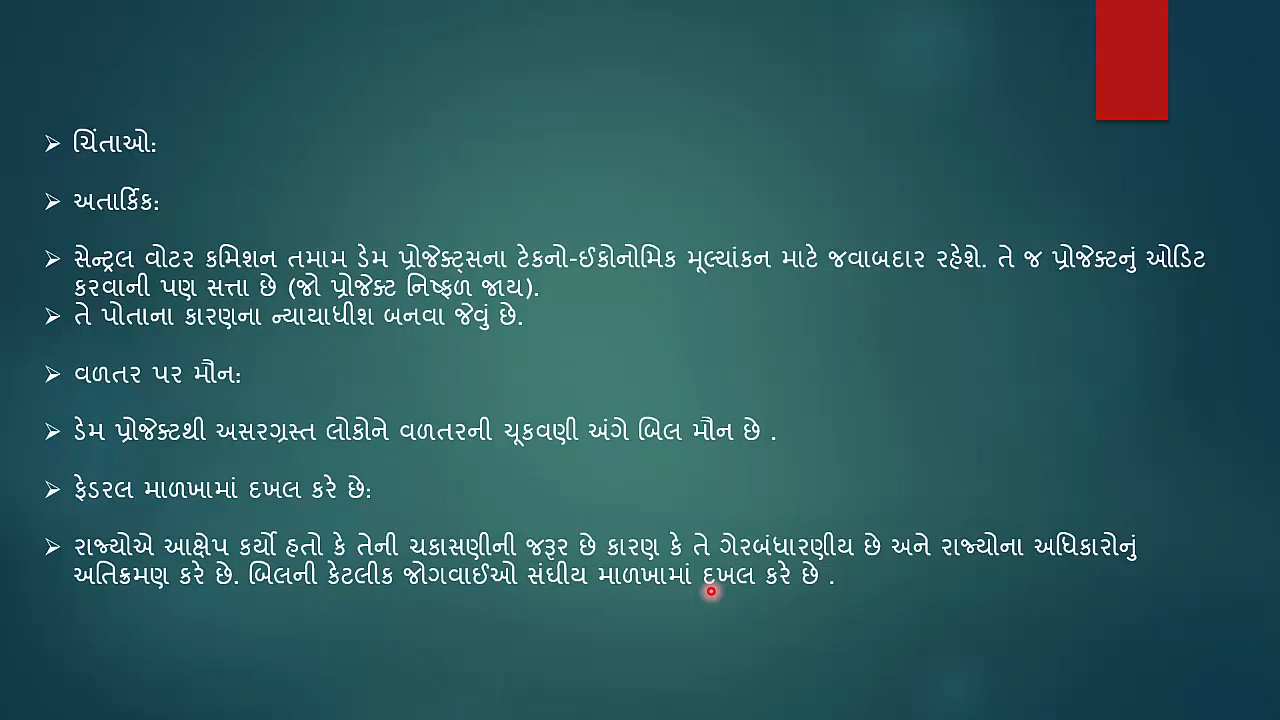 ચિંતાઓ:
અતાર્કિક:
સેન્ટ્રલ વોટર કમિશન તમામ ડેમ પ્રોજેક્ટ્સના ટેકનો-ઈકોનોમિક મૂલ્યાંકન માટે જવાબદાર રહેશે. તે જ પ્રોજેક્ટનું ઓડિટ
કરવાની પણ સત્તા છે (જો પ્રોજેક્ટ નિષ્ફળ જાય).
તે પોતાના કારણના ન્યાયાધીશ બનવા જેવું છે.
વળતર પર મૌન:
ડેમ પ્રોજેક્ટથી અસરગ્રસ્ત લોકોને વળતરની ચૂકવણી અંગે બિલ મૌન છે .
ફેડરલ માળખામાં દખલ કરે છે:
રાજ્યોએ આક્ષેપ કર્યો હતો કે તેની ચકાસણીની જરૂર છે કારણ કે તે ગેરબંધારણીય છે અને રાજ્યોના અધિકારોનું
અતિક્રમણ કરે છે. બિલની કેટલીક જોગવાઈઓ સંઘીય માળખામાં દખલ કરે છે .